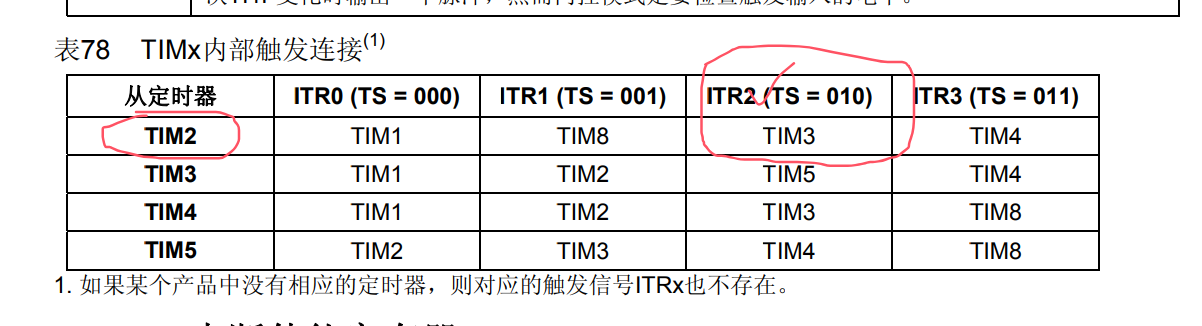 表78 TIMx内部触发连接(1)
从定时器 ITR0 (TS = 000) ITR1 (TS = 001) ITR2 (TS = 010) ITR3 (TS = 011)
TIM2 TIM1 TIM8 TIM3 TIM4
TIM3 TIM1 TIM2 TIM5 TIM4
TIM4 TIM1 TIM2 TIM3 TIM8
TIM5 TIM2 TIM3 TIM4 TIM8
1. 如果某个产品中没有相应的定时器，则对应的触发信号ITRx也不存在。